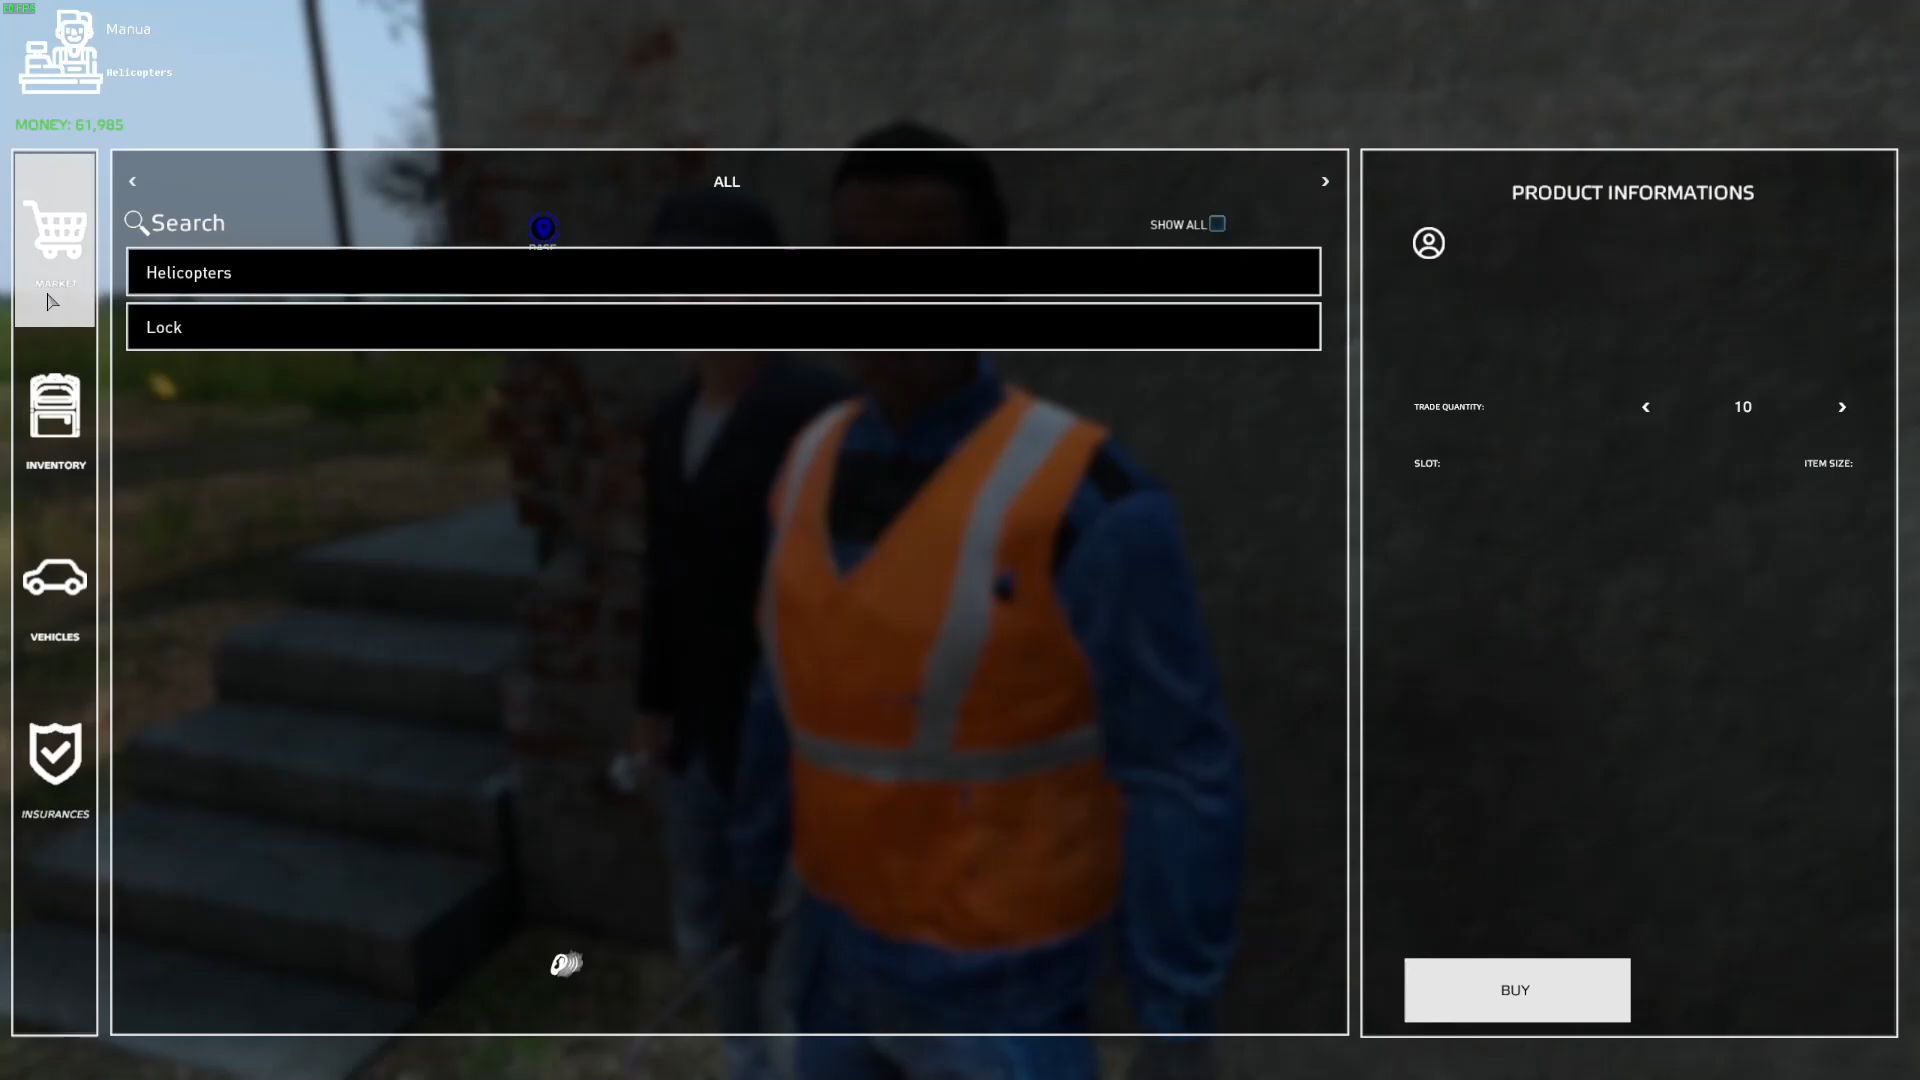 Manua
Helicopters
MONEY: 61,985
‹ ALL ›
Search
SHOW ALL
BASE
Helicopters
Lock
MARKET
INVENTORY
VEHICLES
INSURANCES
PRODUCT INFORMATIONS
TRADE QUANTITY: ‹ 10 ›
SLOT: ITEM SIZE:
BUY